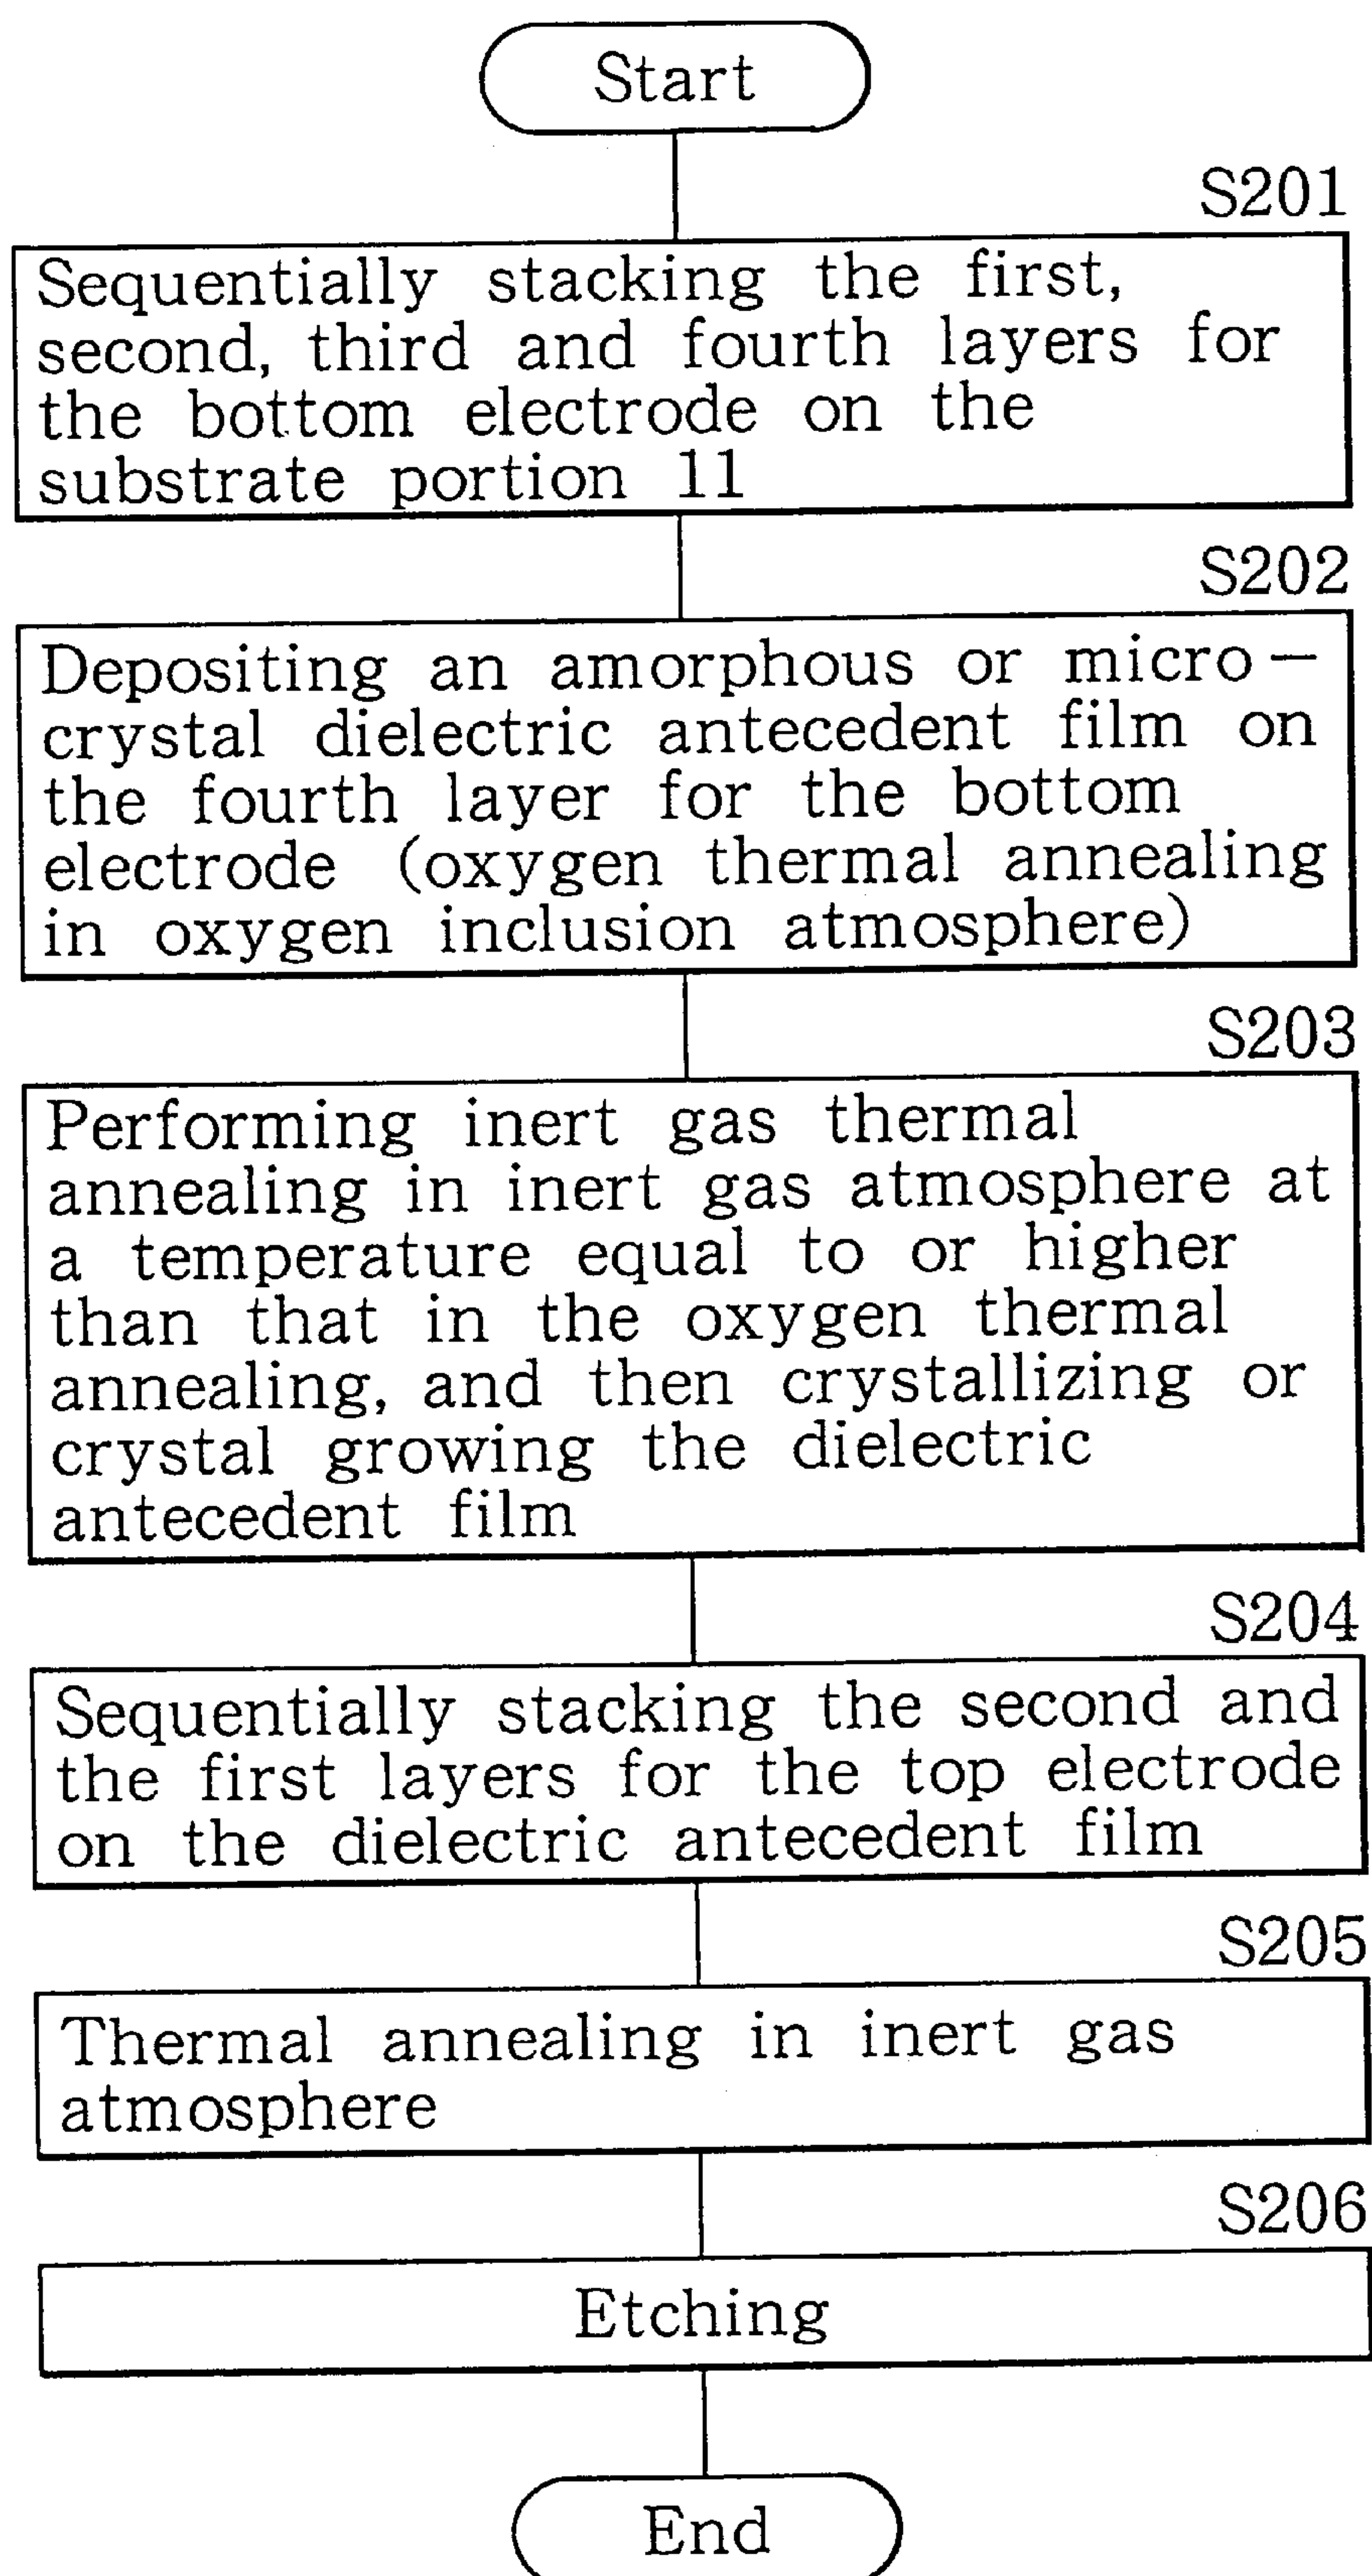 Start
S201
Sequentially stacking the first,
second, third and fourth layers for
the bottom electrode on the
substrate portion 11
S202
Depositing an amorphous or micro-
crystal dielectric antecedent film on
the fourth layer for the bottom
electrode (oxygen thermal annealing
in oxygen inclusion atmosphere)
S203
Performing inert gas thermal
annealing in inert gas atmosphere at
a temperature equal to or higher
than that in the oxygen thermal
annealing, and then crystallizing or
crystal growing the dielectric
antecedent film
S204
Sequentially stacking the second and
the first layers for the top electrode
on the dielectric antecedent film
S205
Thermal annealing in inert gas
atmosphere
S206
Etching
End